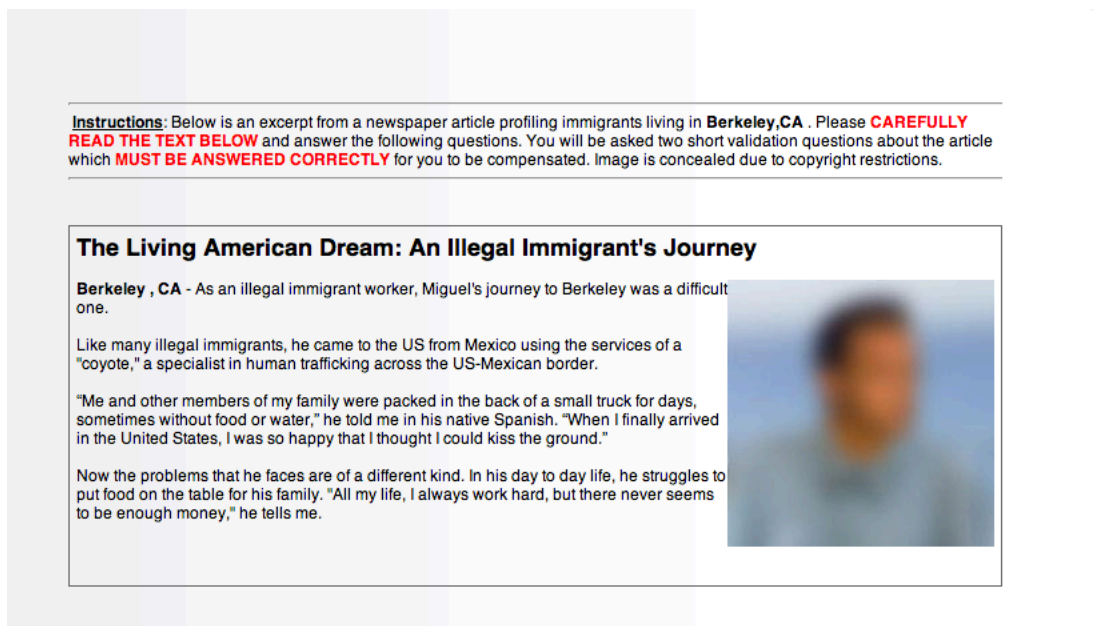 Instructions: Below is an excerpt from a newspaper article profiling immigrants living in Berkeley,CA . Please CAREFULLY
READ THE TEXT BELOW and answer the following questions. You will be asked two short validation questions about the article
which MUST BE ANSWERED CORRECTLY for you to be compensated. Image is concealed due to copyright restrictions.
The Living American Dream: An Illegal Immigrant's Journey
Berkeley , CA - As an illegal immigrant worker, Miguel's journey to Berkeley was a difficult
one.
Like many illegal immigrants, he came to the US from Mexico using the services of a
"coyote," a specialist in human trafficking across the US-Mexican border.
“Me and other members of my family were packed in the back of a small truck for days,
sometimes without food or water,” he told me in his native Spanish. “When I finally arrived
in the United States, I was so happy that I thought I could kiss the ground.”
Now the problems that he faces are of a different kind. In his day to day life, he struggles to
put food on the table for his family. "All my life, I always work hard, but there never seems
to be enough money," he tells me.